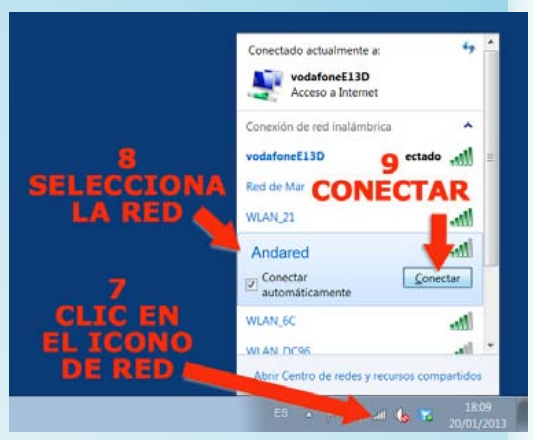 Conectado actualmente a:
vodafoneE13D
Acceso a Internet
Conexión de red inalámbrica
vodafoneE13D ectado
Red de Mar
WLAN_21
Andared
Conectar
automáticamente
Conectar
WLAN_6C
WLAN_DC96
Abrir Centro de redes y recursos compartidos
8
SELECCIONA
LA RED
9
CONECTAR
7
CLIC EN
EL ICONO
DE RED
ES
18:09
20/01/2013